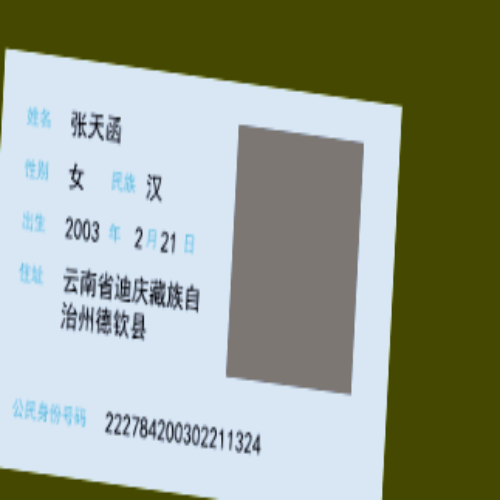 姓名 张天函
性别 女 民族 汉
出生 2003 年 2 月 21 日
住址 云南省迪庆藏族自
治州德钦县
公民身份号码 222784200302211324